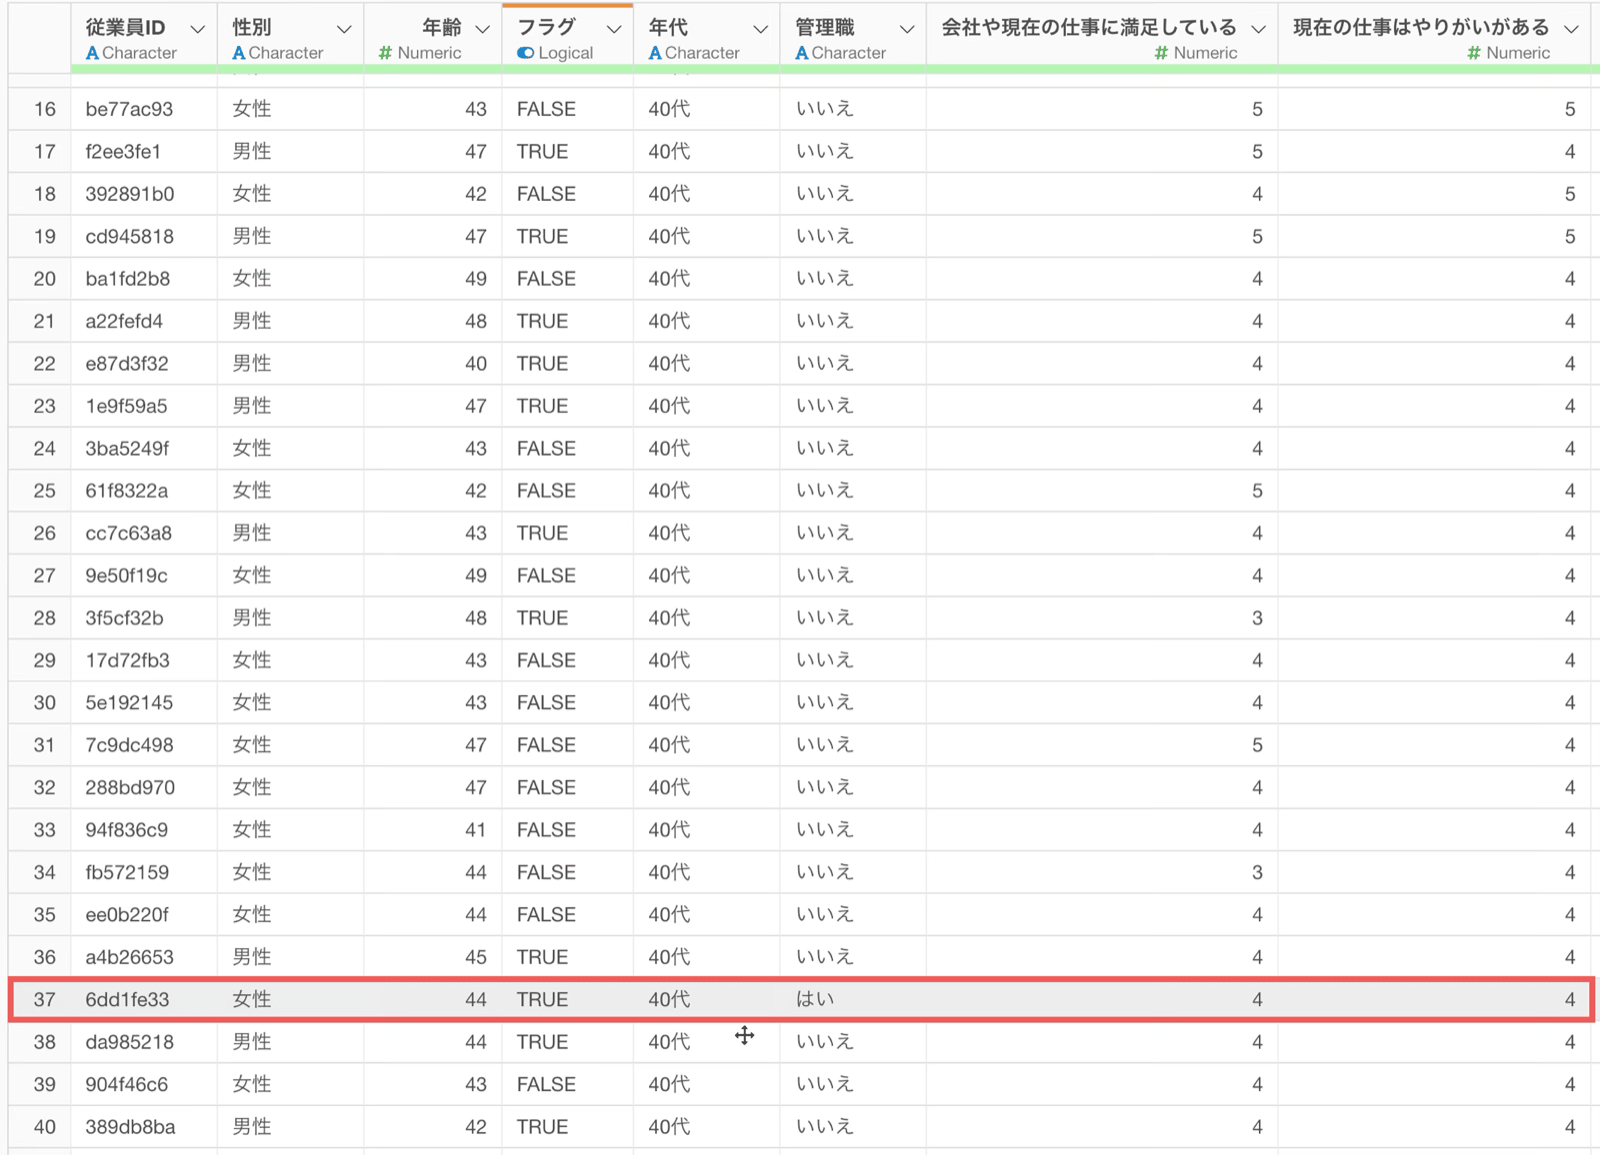 従業員ID 性別 年齢 フラグ 年代 管理職 会社や現在の仕事に満足している 現在の仕事はやりがいがある
A Character A Character # Numeric Logical A Character A Character # Numeric # Numeric
16 be77ac93 女性 43 FALSE 40代 いいえ 5 5
17 f2ee3fe1 男性 47 TRUE 40代 いいえ 5 4
18 392891b0 女性 42 FALSE 40代 いいえ 4 5
19 cd945818 男性 47 TRUE 40代 いいえ 5 5
20 ba1fd2b8 女性 49 FALSE 40代 いいえ 4 4
21 a22fefd4 男性 48 TRUE 40代 いいえ 4 4
22 e87d3f32 男性 40 TRUE 40代 いいえ 4 4
23 1e9f59a5 男性 47 TRUE 40代 いいえ 4 4
24 3ba5249f 女性 43 FALSE 40代 いいえ 4 4
25 61f8322a 女性 42 FALSE 40代 いいえ 5 4
26 cc7c63a8 男性 43 TRUE 40代 いいえ 4 4
27 9e50f19c 女性 49 FALSE 40代 いいえ 4 4
28 3f5cf32b 男性 48 TRUE 40代 いいえ 3 4
29 17d72fb3 女性 43 FALSE 40代 いいえ 4 4
30 5e192145 女性 43 FALSE 40代 いいえ 4 4
31 7c9dc498 女性 47 FALSE 40代 いいえ 5 4
32 288bd970 女性 47 FALSE 40代 いいえ 4 4
33 94f836c9 女性 41 FALSE 40代 いいえ 4 4
34 fb572159 女性 44 FALSE 40代 いいえ 3 4
35 ee0b220f 女性 44 FALSE 40代 いいえ 4 4
36 a4b26653 男性 45 TRUE 40代 いいえ 4 4
37 6dd1fe33 女性 44 TRUE 40代 はい 4 4
38 da985218 男性 44 TRUE 40代 いいえ 4 4
39 904f46c6 女性 43 FALSE 40代 いいえ 4 4
40 389db8ba 男性 42 TRUE 40代 いいえ 4 4